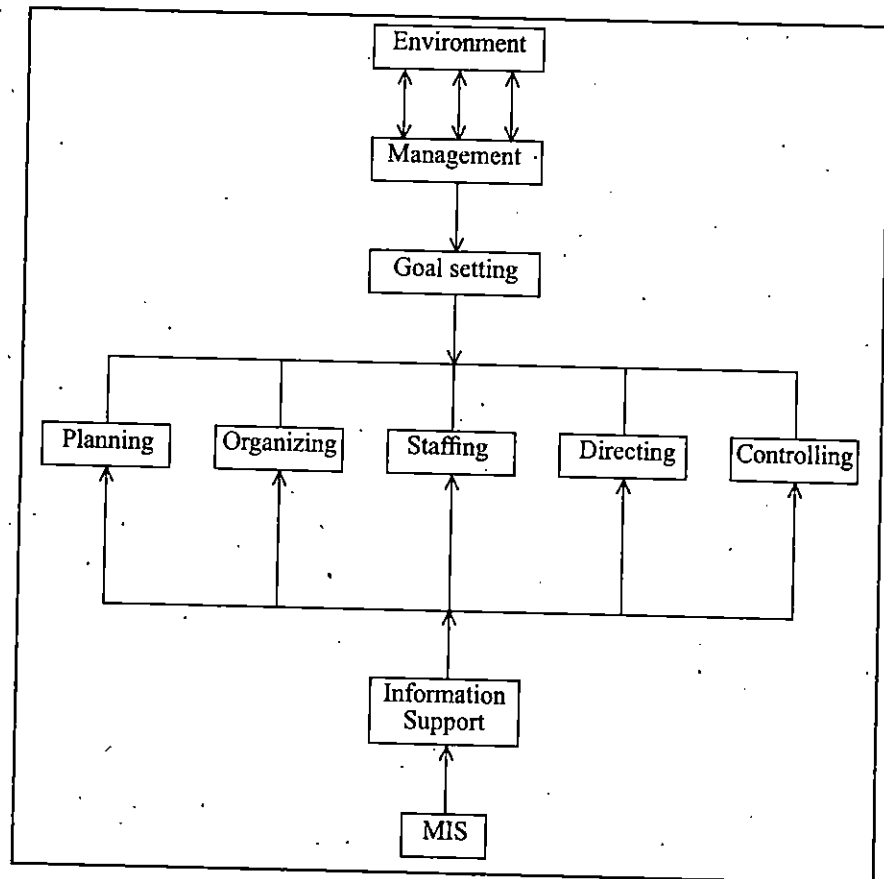 Environment
Management
Goal setting
Planning
Organizing
Staffing
Directing
Controlling
Information
Support
MIS